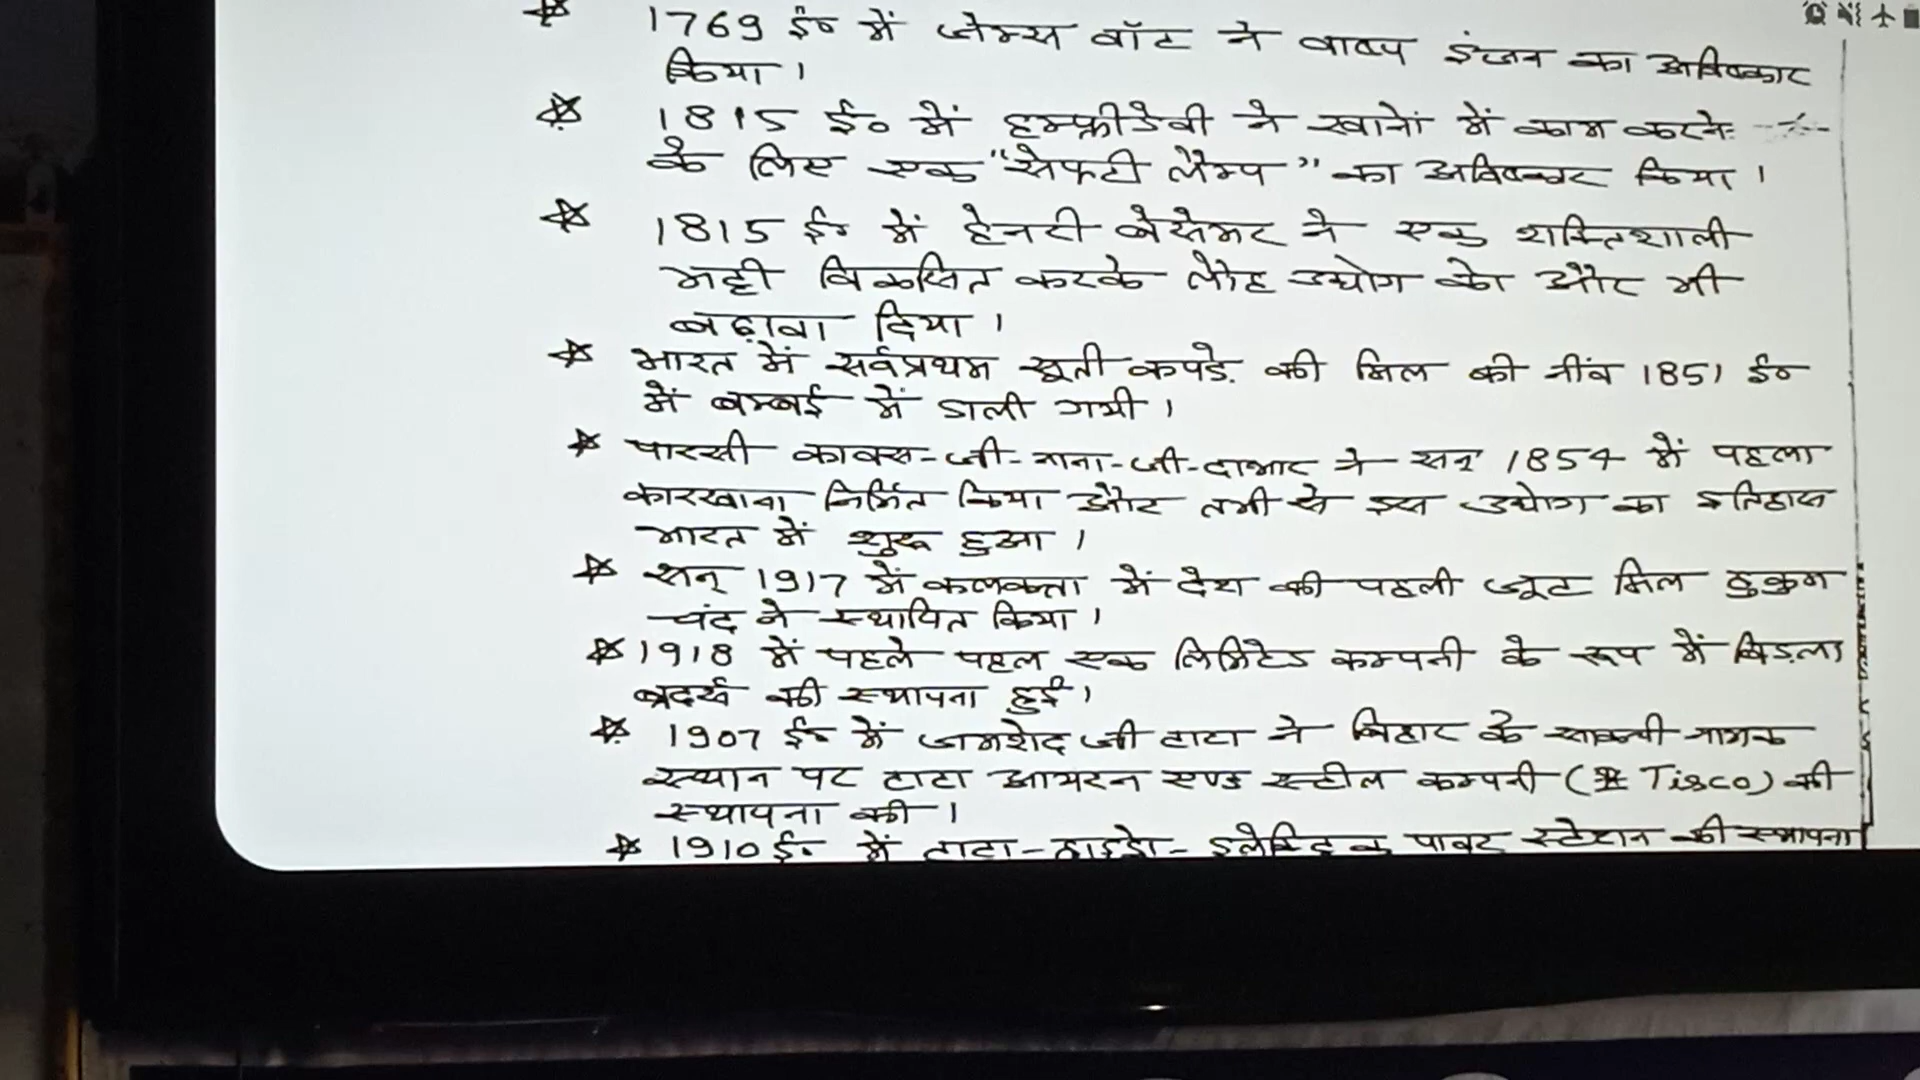 ☆ 1769 ई० में जेम्स वॉट ने वाष्प इंजन का अविष्कार
किया ।
☆ 1815 ई० में हम्फ्रीडेवी ने खानों में काम करने
के लिए एक "सेफ्टी लैम्प" का अविष्कार किया ।
☆ 1815 ई० में हेनरी बेसेमर ने एक शक्तिशाली
भट्टी विकसित करके लौह उद्योग को और भी
बढ़ावा दिया ।
☆ भारत में सर्वप्रथम सूती कपड़े की मिल की नींव 1851 ई०
में बम्बई में डाली गयी ।
☆ पारसी कावस-जी-नाना-जी-दाभार ने सन् 1854 में पहला
कारखाना निर्मित किया और तभी से इस उद्योग का इतिहास
भारत में शुरू हुआ ।
☆ सन् 1917 में कलकत्ता में देश की पहली जूट मिल हुकुम
चंद ने स्थापित किया ।
☆ 1918 में पहले पहल एक लिमिटेड कम्पनी के रूप में बिड़ला
ब्रदर्स की स्थापना हुई ।
☆ 1907 ई० में जमशेद जी टाटा ने बिहार के साकची नामक
स्थान पर टाटा आयरन एण्ड स्टील कम्पनी (Tisco) की
स्थापना की ।
☆ 1910 ई० में टाटा-हाइड्रो-इलेक्ट्रिक पावर स्टेशन की स्थापना